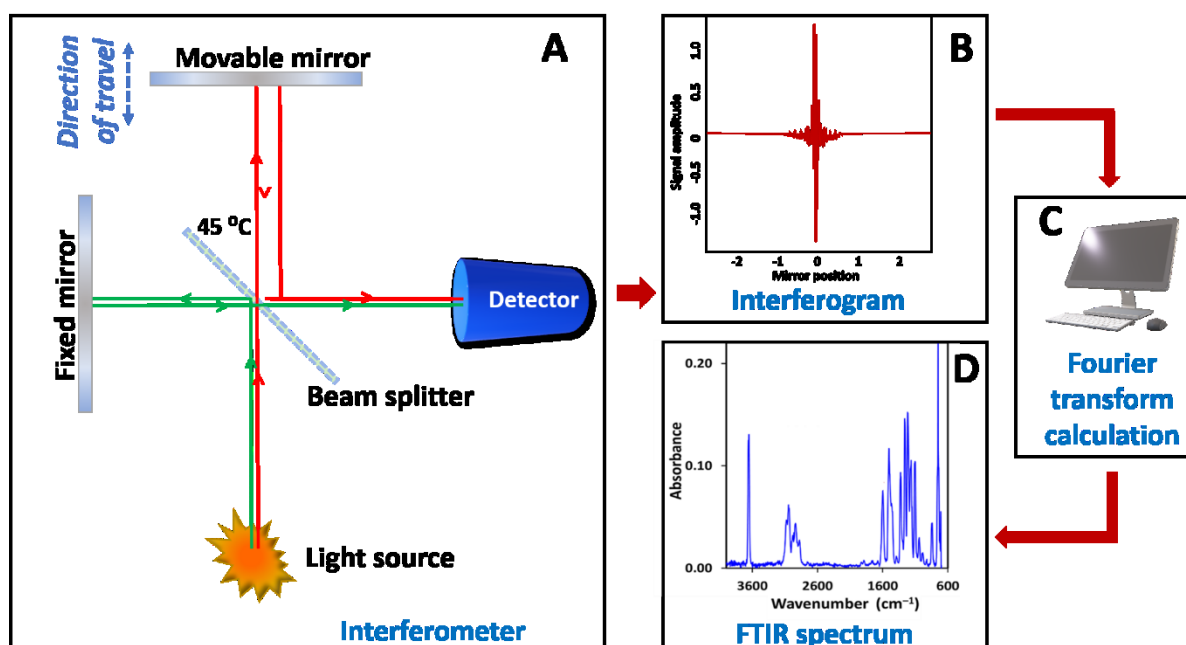 A
Movable mirror
Direction
of travel
Fixed mirror
45 ⁰C
Detector
Beam splitter
Light source
Interferometer
B
Signal amplitude
1.0
0.5
0
-0.5
-1.0
-2 -1 0 1 2
Mirror position
Interferogram
C
Fourier
transform
calculation
D
Absorbance
0.20
0.10
0.00
3600 2600 1600 600
Wavenumber (cm⁻¹)
FTIR spectrum